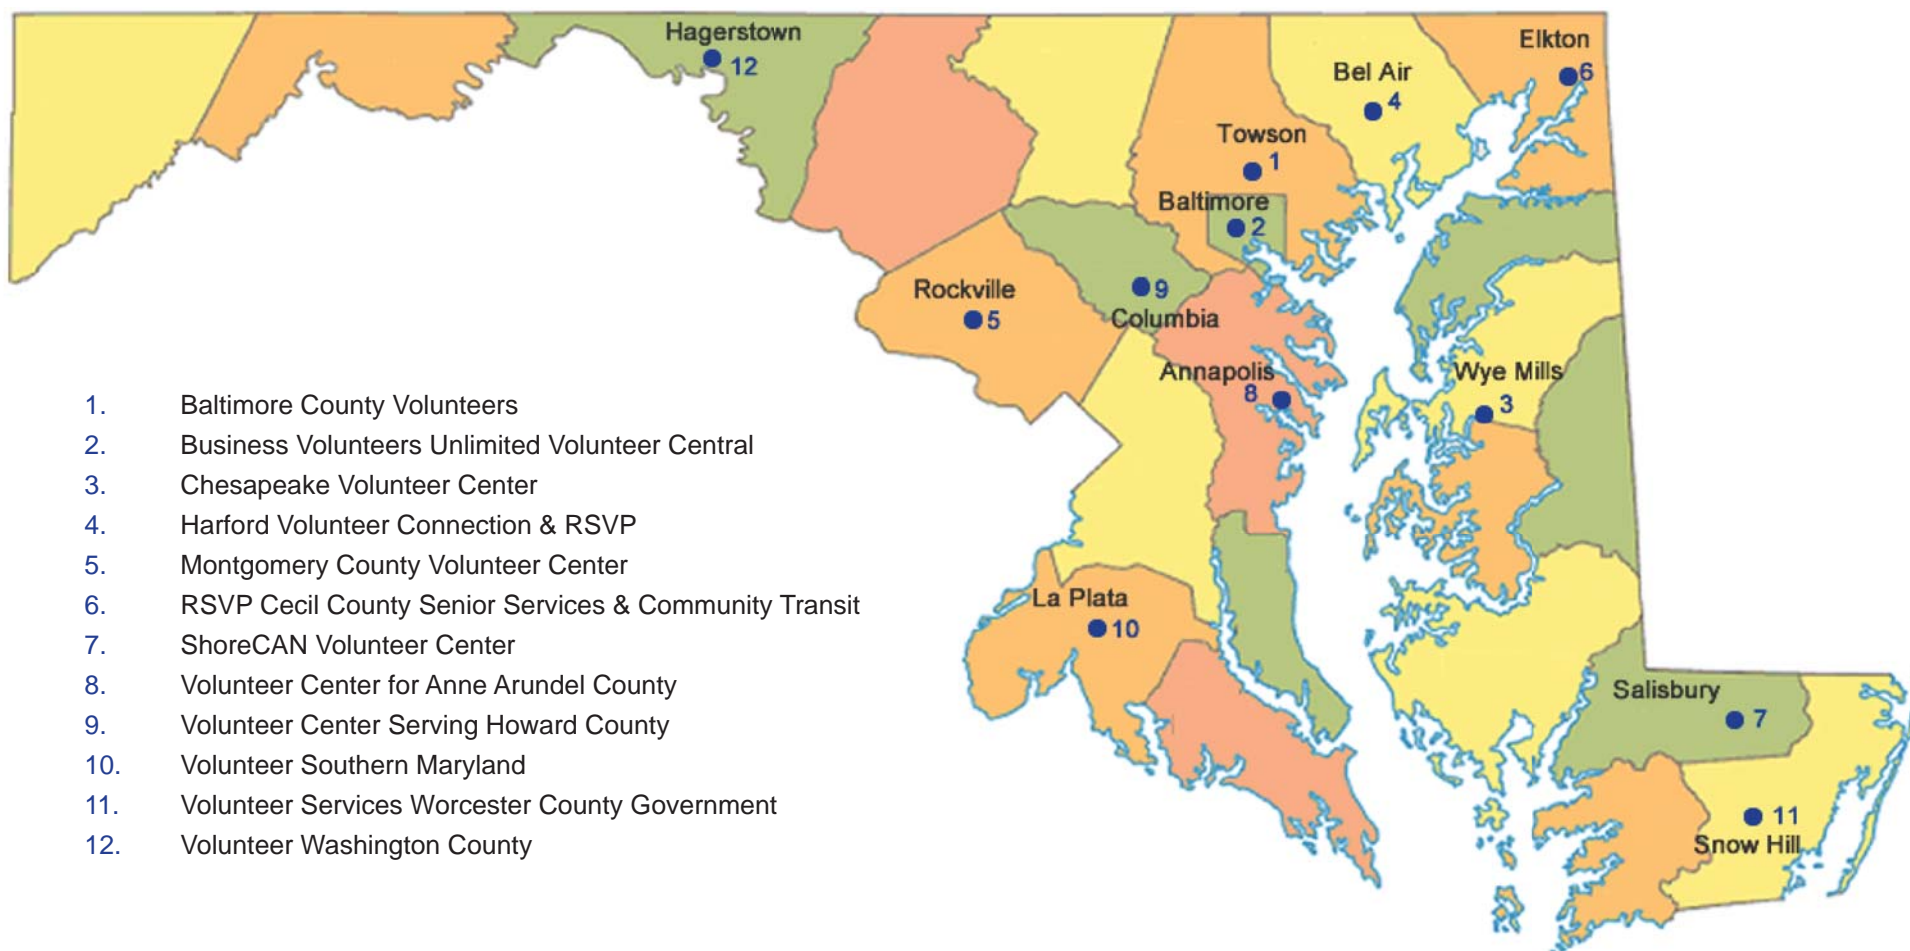 Hagerstown
12
Elkton
6
Bel Air
4
Towson
1
Baltimore
2
Rockville
5
9
Columbia
Annapolis
8
Wye Mills
3
La Plata
10
Salisbury
7
11
Snow Hill
1. Baltimore County Volunteers
2. Business Volunteers Unlimited Volunteer Central
3. Chesapeake Volunteer Center
4. Harford Volunteer Connection & RSVP
5. Montgomery County Volunteer Center
6. RSVP Cecil County Senior Services & Community Transit
7. ShoreCAN Volunteer Center
8. Volunteer Center for Anne Arundel County
9. Volunteer Center Serving Howard County
10. Volunteer Southern Maryland
11. Volunteer Services Worcester County Government
12. Volunteer Washington County